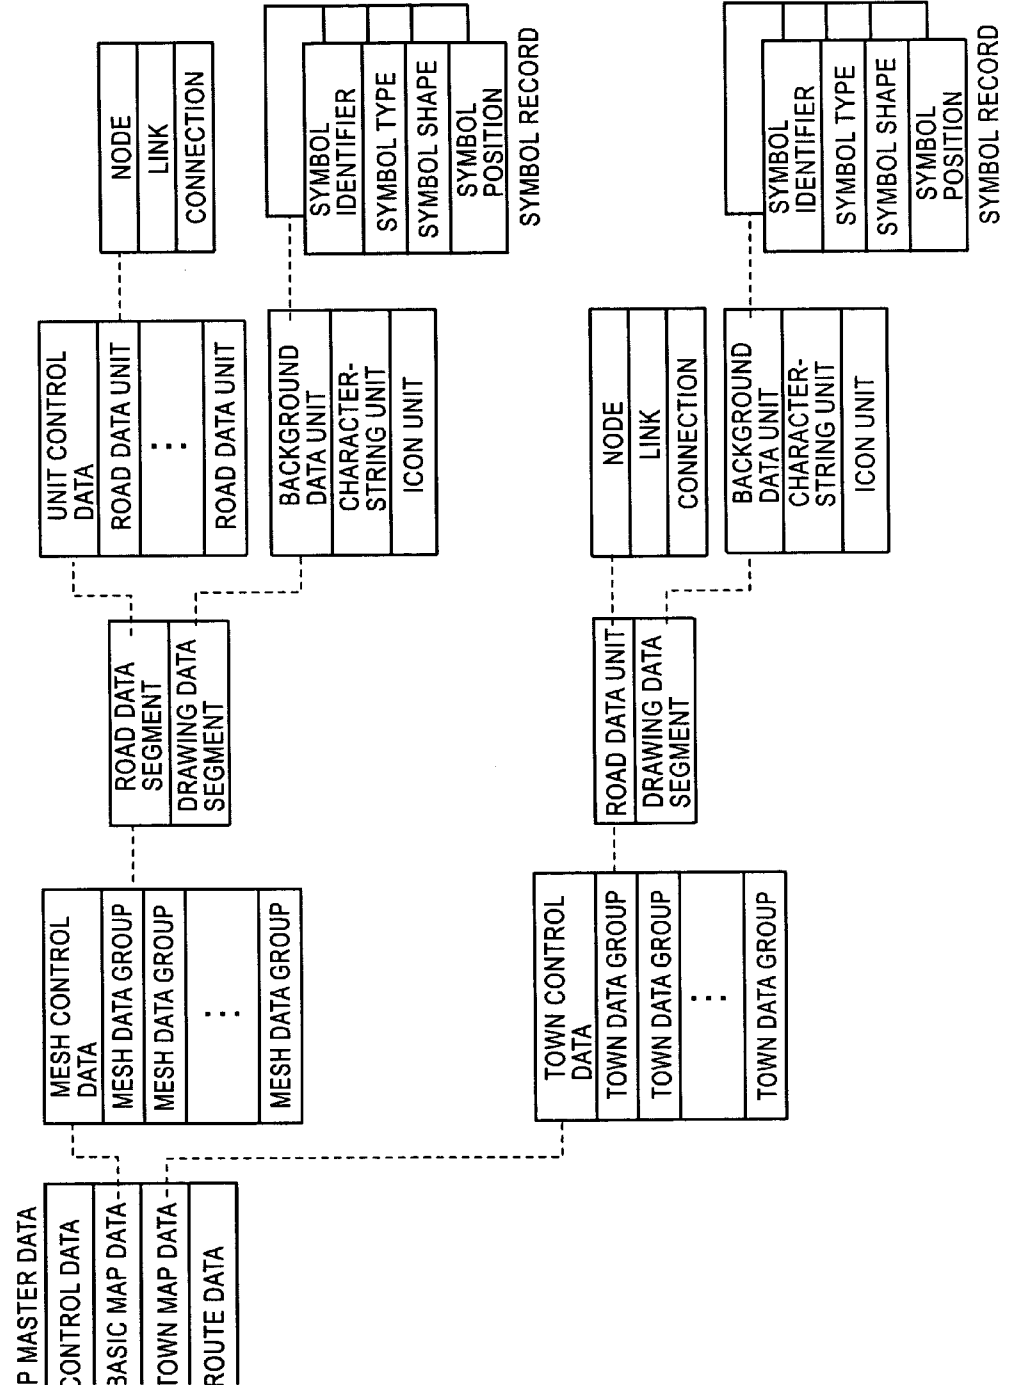 P MASTER DATA
CONTROL DATA
BASIC MAP DATA
TOWN MAP DATA
ROUTE DATA
MESH CONTROL
DATA
MESH DATA GROUP
MESH DATA GROUP
...
MESH DATA GROUP
ROAD DATA
SEGMENT
DRAWING DATA
SEGMENT
UNIT CONTROL
DATA
ROAD DATA UNIT
...
ROAD DATA UNIT
NODE
LINK
CONNECTION
BACKGROUND
DATA UNIT
CHARACTER-
STRING UNIT
ICON UNIT
SYMBOL
IDENTIFIER
SYMBOL TYPE
SYMBOL SHAPE
SYMBOL
POSITION
SYMBOL RECORD
TOWN CONTROL
DATA
TOWN DATA GROUP
TOWN DATA GROUP
...
TOWN DATA GROUP
ROAD DATA UNIT
DRAWING DATA
SEGMENT
NODE
LINK
CONNECTION
BACKGROUND
DATA UNIT
CHARACTER-
STRING UNIT
ICON UNIT
SYMBOL
IDENTIFIER
SYMBOL TYPE
SYMBOL SHAPE
SYMBOL
POSITION
SYMBOL RECORD